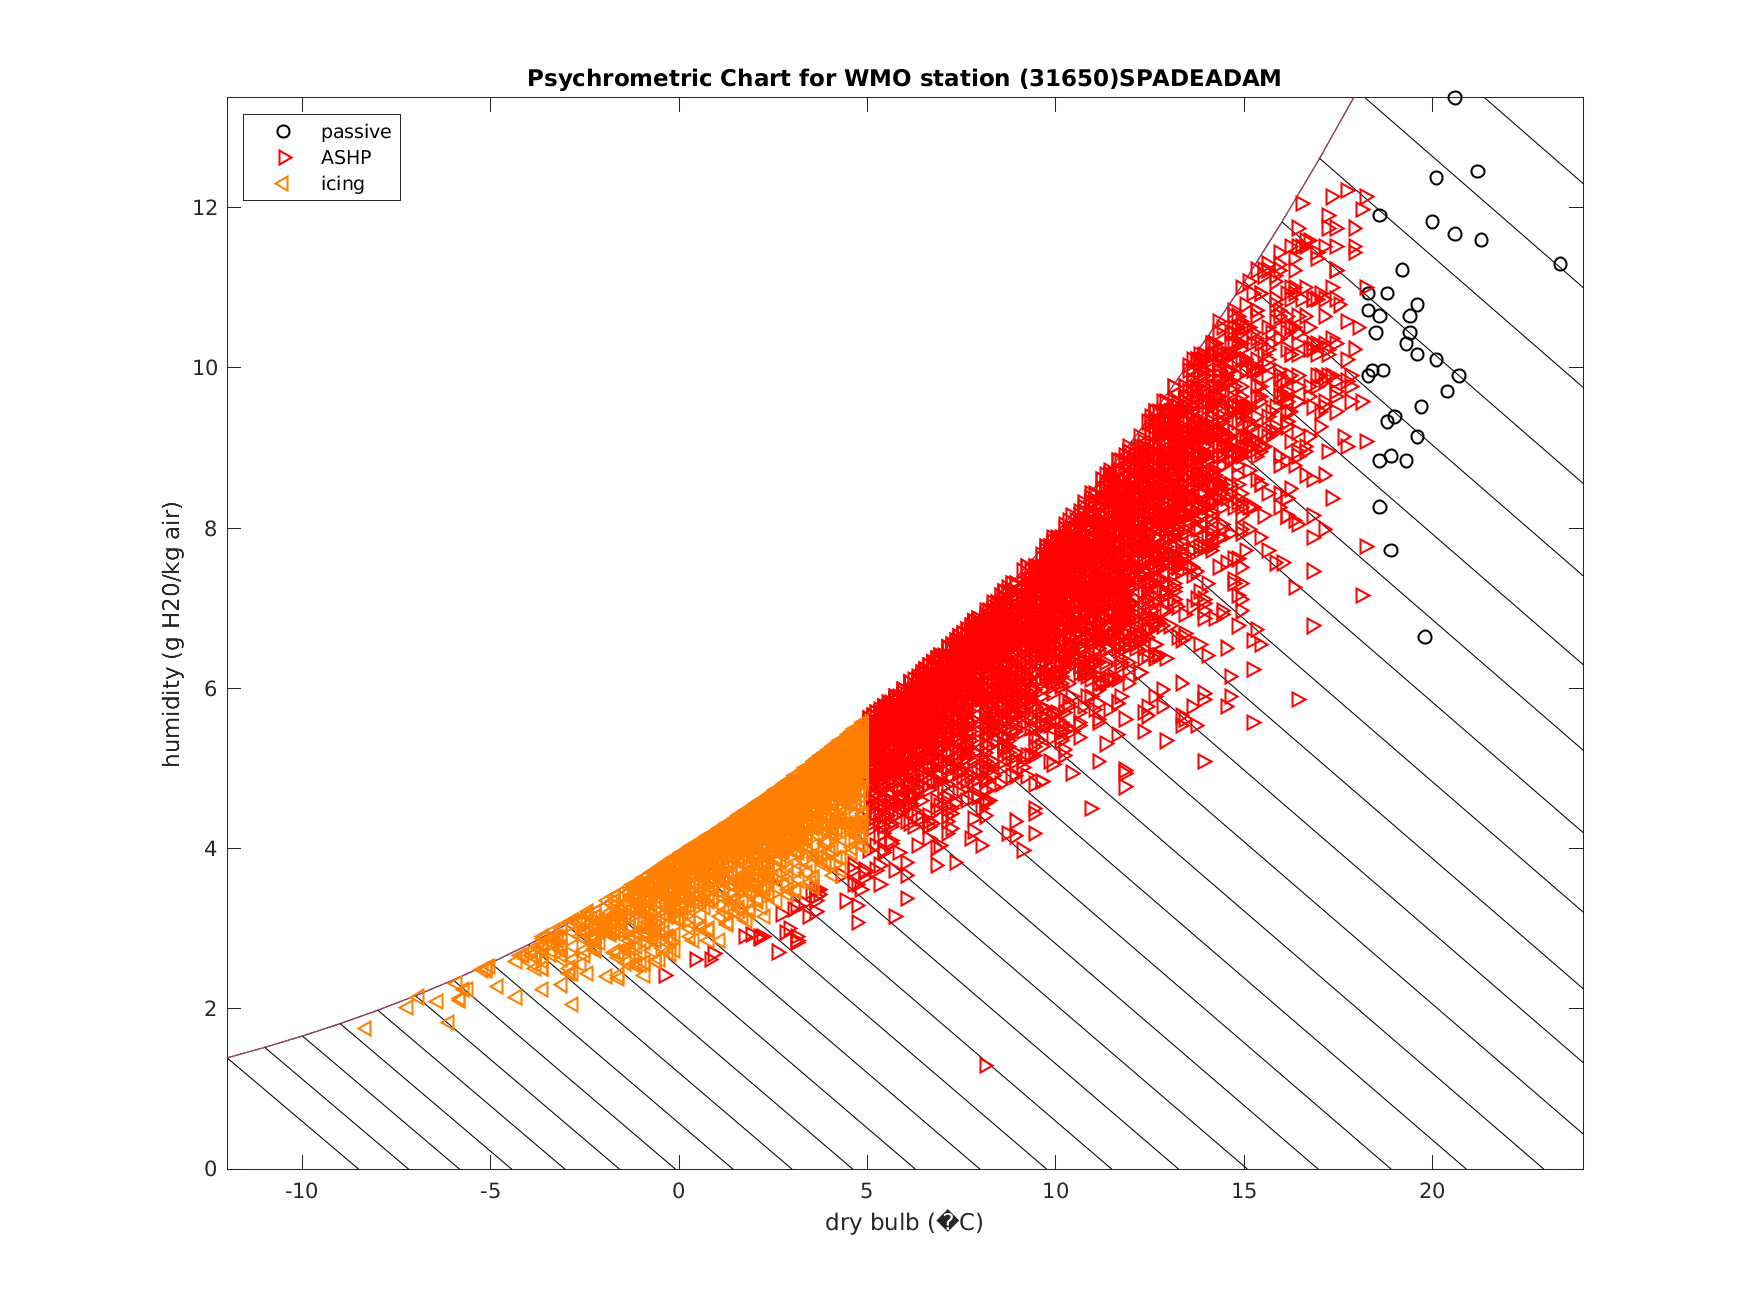 Psychrometric Chart for WMO station (31650)SPADEADAM
passive
ASHP
icing
humidity (g H20/kg air)
12
10
8
6
4
2
0
-10 -5 0 5 10 15 20
dry bulb (�C)